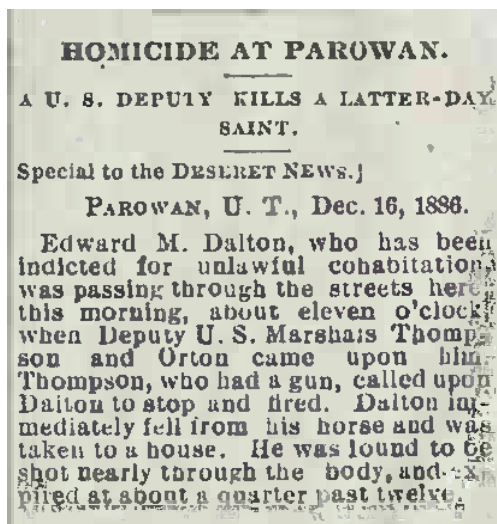 HOMICIDE AT PAROWAN.
A U. S. DEPUTY KILLS A LATTER-DAY
SAINT.
Special to the DESERET NEWS.]
PAROWAN, U. T., Dec. 16, 1886.
Edward M. Dalton, who has been
indicted for unlawful cohabitation,
was passing through the streets here
this morning, about eleven o'clock,
when Deputy U. S. Marshals Thomp-
son and Orton came upon him.
Thompson, who had a gun, called upon
Dalton to stop and fired. Dalton im-
mediately fell from his horse and was
taken to a house. He was found to be
shot nearly through the body, and ex-
pired at about a quarter past twelve.